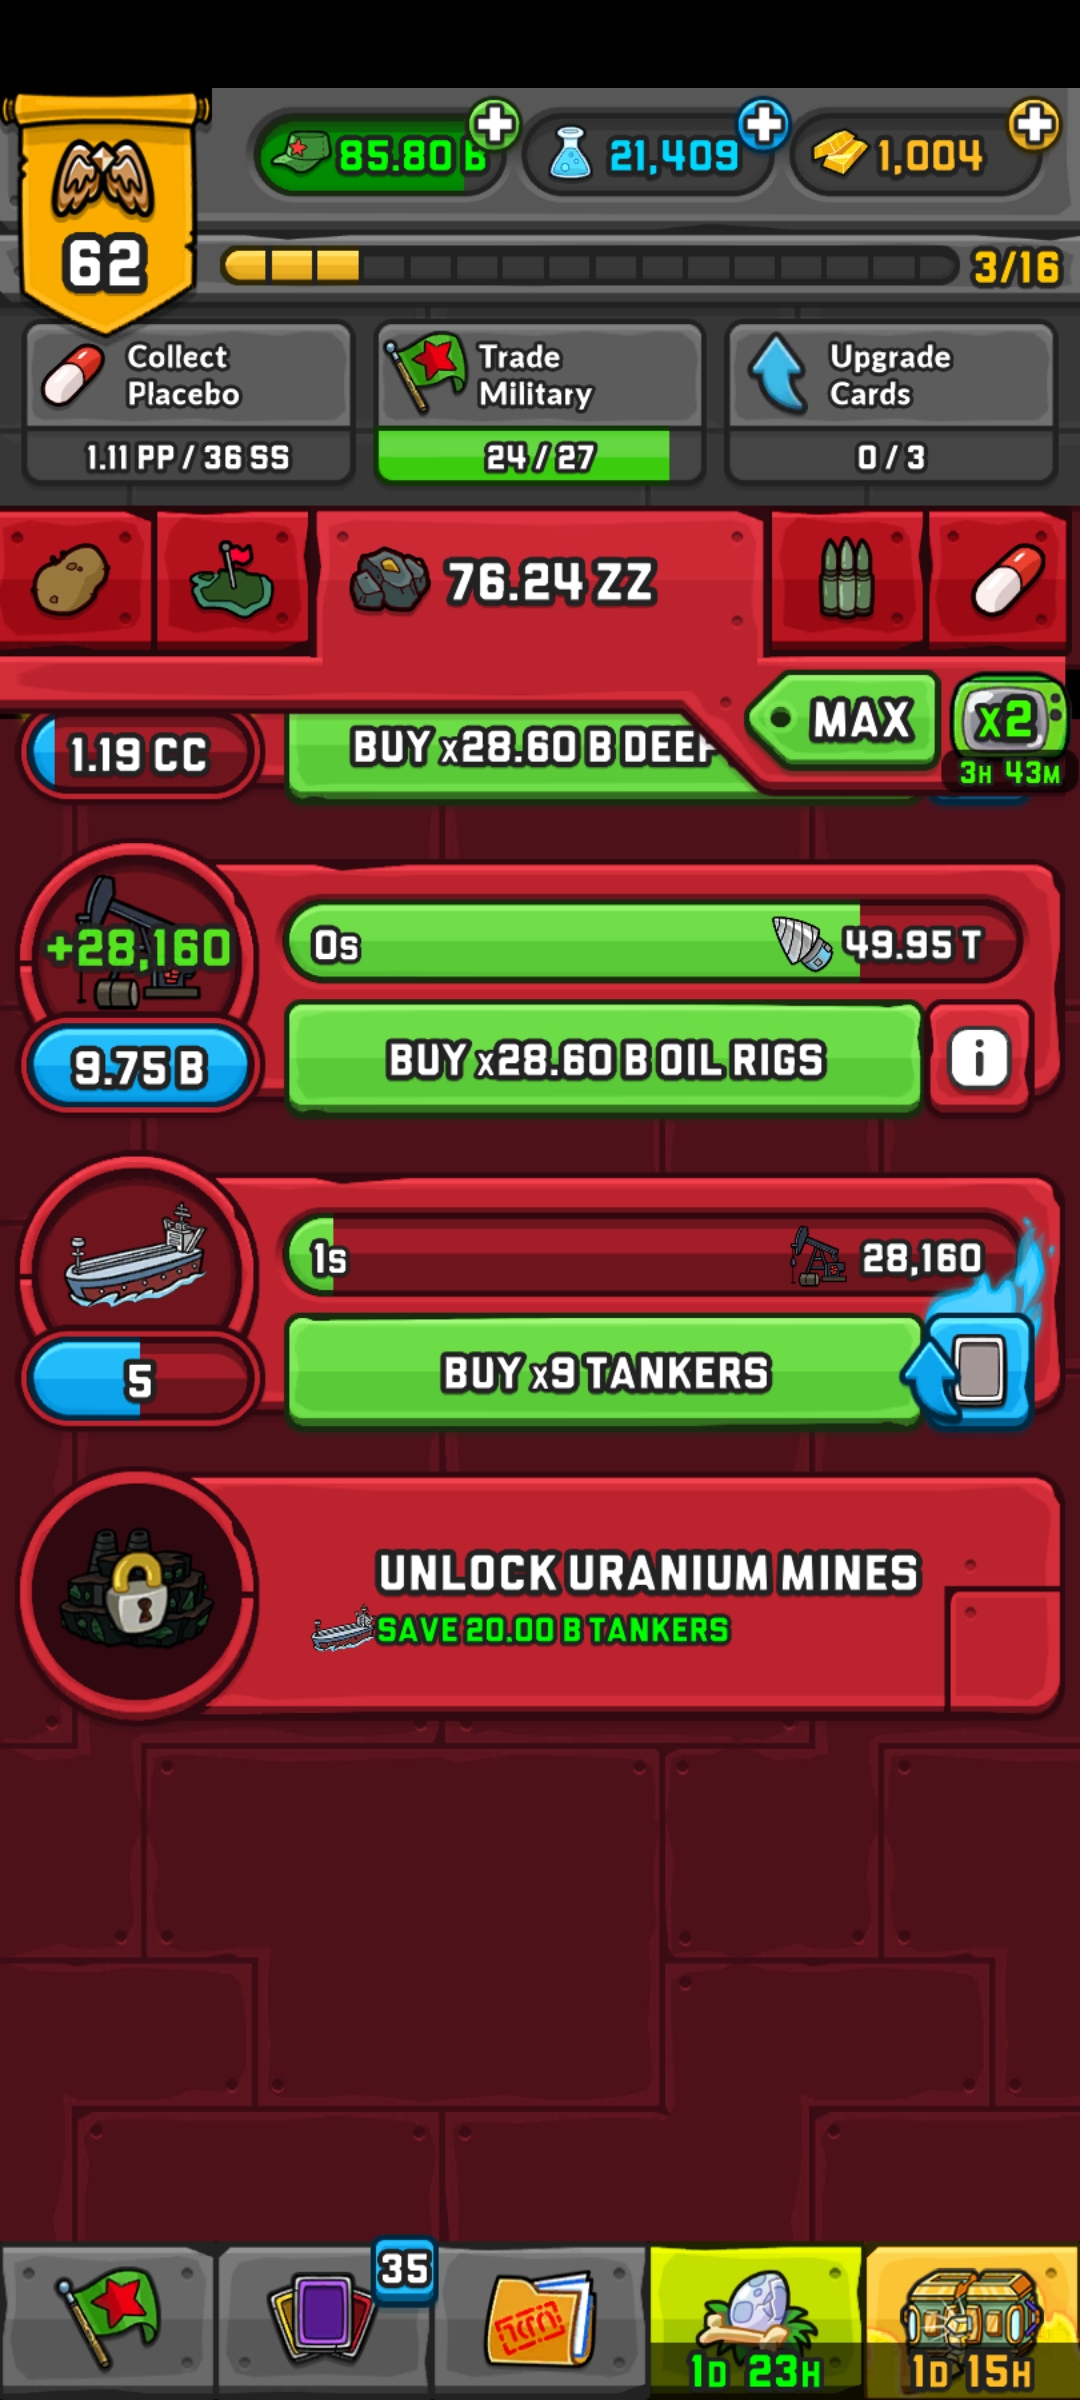 85.80 B
21,409
1,004
62
3/16
Collect
Placebo
Trade
Military
Upgrade
Cards
1.11 PP / 36 SS
24 / 27
0 / 3
76.24 ZZ
MAX
x2
3H 43M
1.19 CC
BUY x28.60 B DEEP
+28,160
0s
49.95 T
9.75 B
BUY x28.60 B OIL RIGS
i
1s
28,160
5
BUY x9 TANKERS
UNLOCK URANIUM MINES
SAVE 20.00 B TANKERS
35
1D 23H
1D 15H